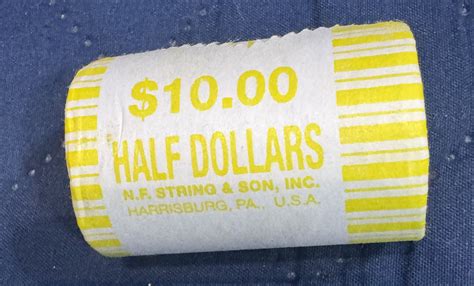 $10.00
HALF DOLLARS
N.F. STRING & SON, INC.
HARRISBURG, PA., U.S.A.